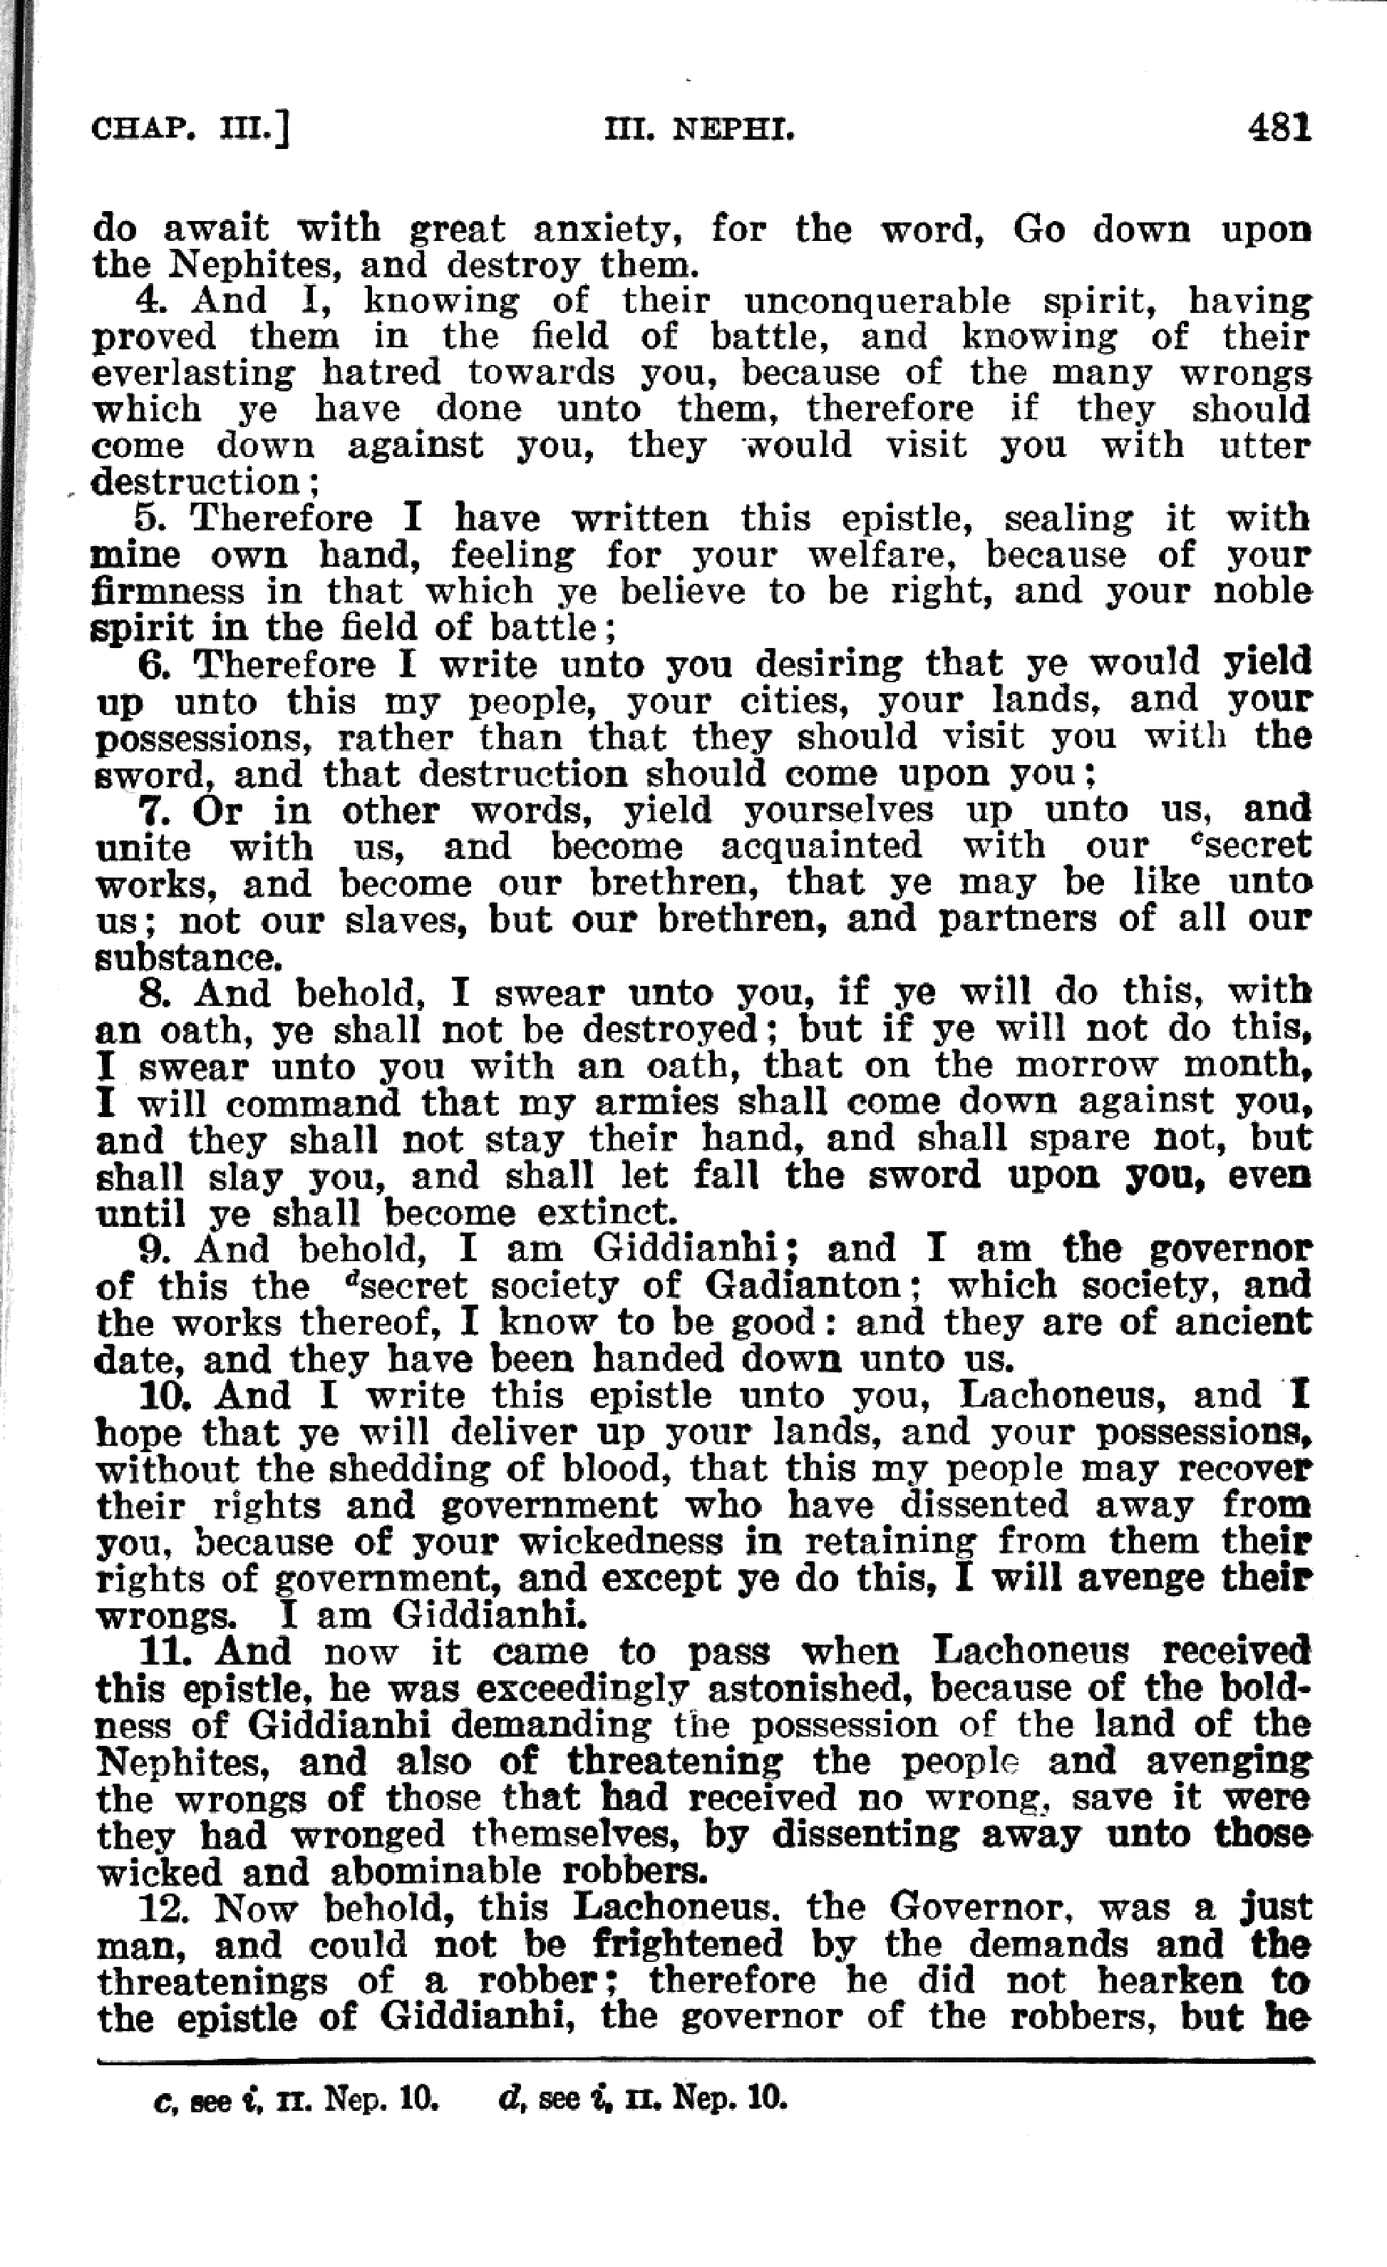 CHAP. III.] III. NEPHI. 481
do await with great anxiety, for the word, Go down upon
the Nephites, and destroy them.
4. And I, knowing of their unconquerable spirit, having
proved them in the field of battle, and knowing of their
everlasting hatred towards you, because of the many wrongs
which ye have done unto them, therefore if they should
come down against you, they would visit you with utter
destruction;
5. Therefore I have written this epistle, sealing it with
mine own hand, feeling for your welfare, because of your
firmness in that which ye believe to be right, and your noble
spirit in the field of battle;
6. Therefore I write unto you desiring that ye would yield
up unto this my people, your cities, your lands, and your
possessions, rather than that they should visit you with the
sword, and that destruction should come upon you;
7. Or in other words, yield yourselves up unto us, and
unite with us, and become acquainted with our csecret
works, and become our brethren, that ye may be like unto
us; not our slaves, but our brethren, and partners of all our
substance.
8. And behold, I swear unto you, if ye will do this, with
an oath, ye shall not be destroyed; but if ye will not do this,
I swear unto you with an oath, that on the morrow month,
I will command that my armies shall come down against you,
and they shall not stay their hand, and shall spare not, but
shall slay you, and shall let fall the sword upon you, even
until ye shall become extinct.
9. And behold, I am Giddianhi; and I am the governor
of this the dsecret society of Gadianton; which society, and
the works thereof, I know to be good: and they are of ancient
date, and they have been handed down unto us.
10. And I write this epistle unto you, Lachoneus, and I
hope that ye will deliver up your lands, and your possessions,
without the shedding of blood, that this my people may recover
their rights and government who have dissented away from
you, because of your wickedness in retaining from them their
rights of government, and except ye do this, I will avenge their
wrongs. I am Giddianhi.
11. And now it came to pass when Lachoneus received
this epistle, he was exceedingly astonished, because of the bold-
ness of Giddianhi demanding the possession of the land of the
Nephites, and also of threatening the people and avenging
the wrongs of those that had received no wrong, save it were
they had wronged themselves, by dissenting away unto those
wicked and abominable robbers.
12. Now behold, this Lachoneus, the Governor, was a just
man, and could not be frightened by the demands and the
threatenings of a robber; therefore he did not hearken to
the epistle of Giddianhi, the governor of the robbers, but he
c, see i, II. Nep. 10. d, see i, II. Nep. 10.